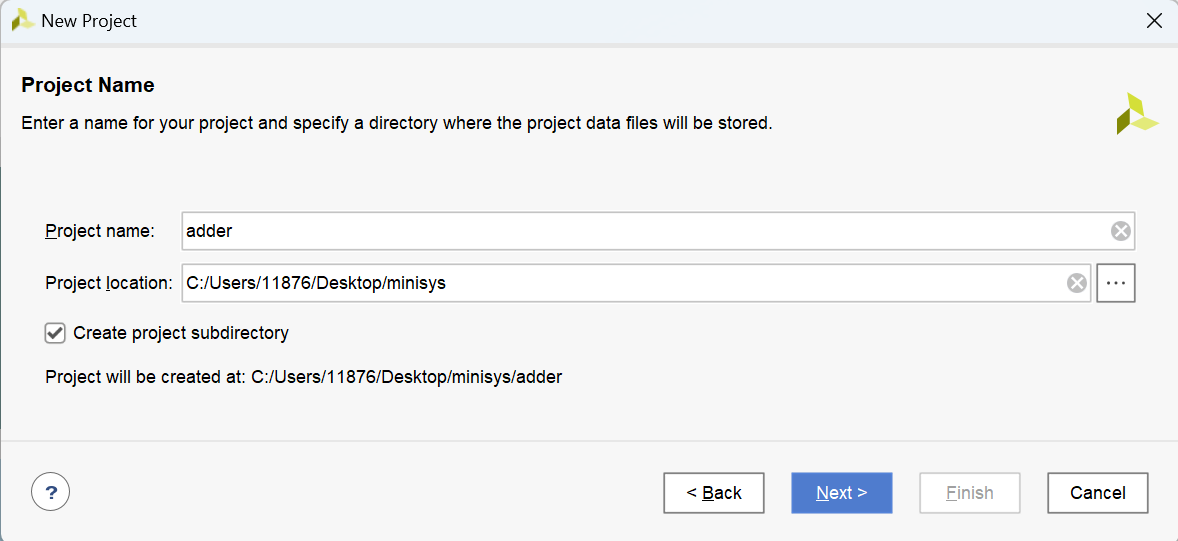 New Project
Project Name
Enter a name for your project and specify a directory where the project data files will be stored.
Project name: adder
Project location: C:/Users/11876/Desktop/minisys ...
Create project subdirectory
Project will be created at: C:/Users/11876/Desktop/minisys/adder
? < Back Next > Finish Cancel